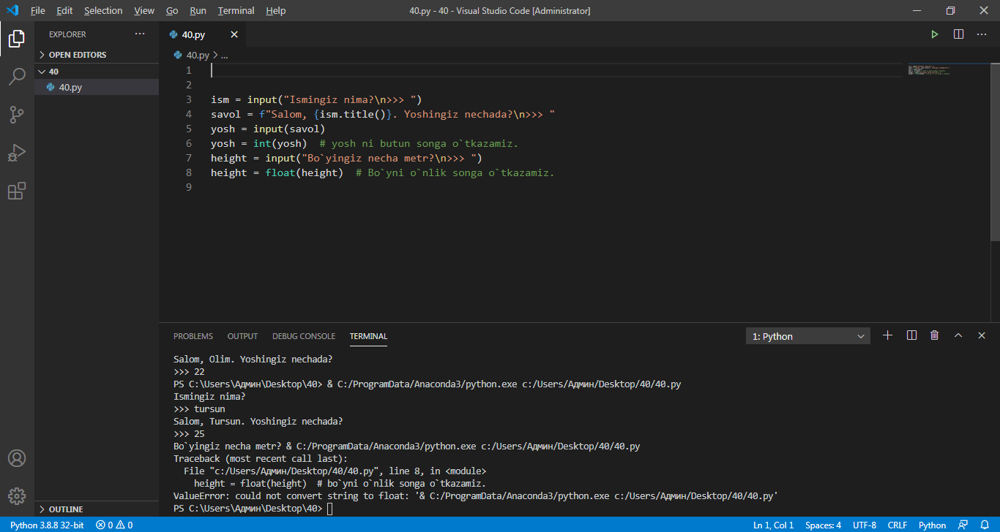 File Edit Selection View Go Run Terminal Help 40.py - 40 - Visual Studio Code [Administrator]
EXPLORER ···
OPEN EDITORS
40
40.py
OUTLINE
40.py
40.py > ...
1
2
3 ism = input("Ismingiz nima?\n>>> ")
4 savol = f"Salom, {ism.title()}. Yoshingiz nechada?\n>>> "
5 yosh = input(savol)
6 yosh = int(yosh)  # yosh ni butun songa o`tkazamiz.
7 height = input("Bo`yingiz necha metr?\n>>> ")
8 height = float(height)  # Bo`yni o`nlik songa o`tkazamiz.
9
PROBLEMS OUTPUT DEBUG CONSOLE TERMINAL 1: Python
Salom, Olim. Yoshingiz nechada?
>>> 22
PS C:\Users\Админ\Desktop\40> & C:/ProgramData/Anaconda3/python.exe c:/Users/Админ/Desktop/40/40.py
Ismingiz nima?
>>> tursun
Salom, Tursun. Yoshingiz nechada?
>>> 25
Bo`yingiz necha metr? & C:/ProgramData/Anaconda3/python.exe c:/Users/Админ/Desktop/40/40.py
Traceback (most recent call last):
  File "c:/Users/Админ/Desktop/40/40.py", line 8, in <module>
    height = float(height)  # bo`yni o`nlik songa o`tkazamiz.
ValueError: could not convert string to float: '& C:/ProgramData/Anaconda3/python.exe c:/Users/Админ/Desktop/40/40.py'
PS C:\Users\Админ\Desktop\40>
Python 3.8.8 32-bit 0 0 Ln 1, Col 1 Spaces: 4 UTF-8 CRLF Python